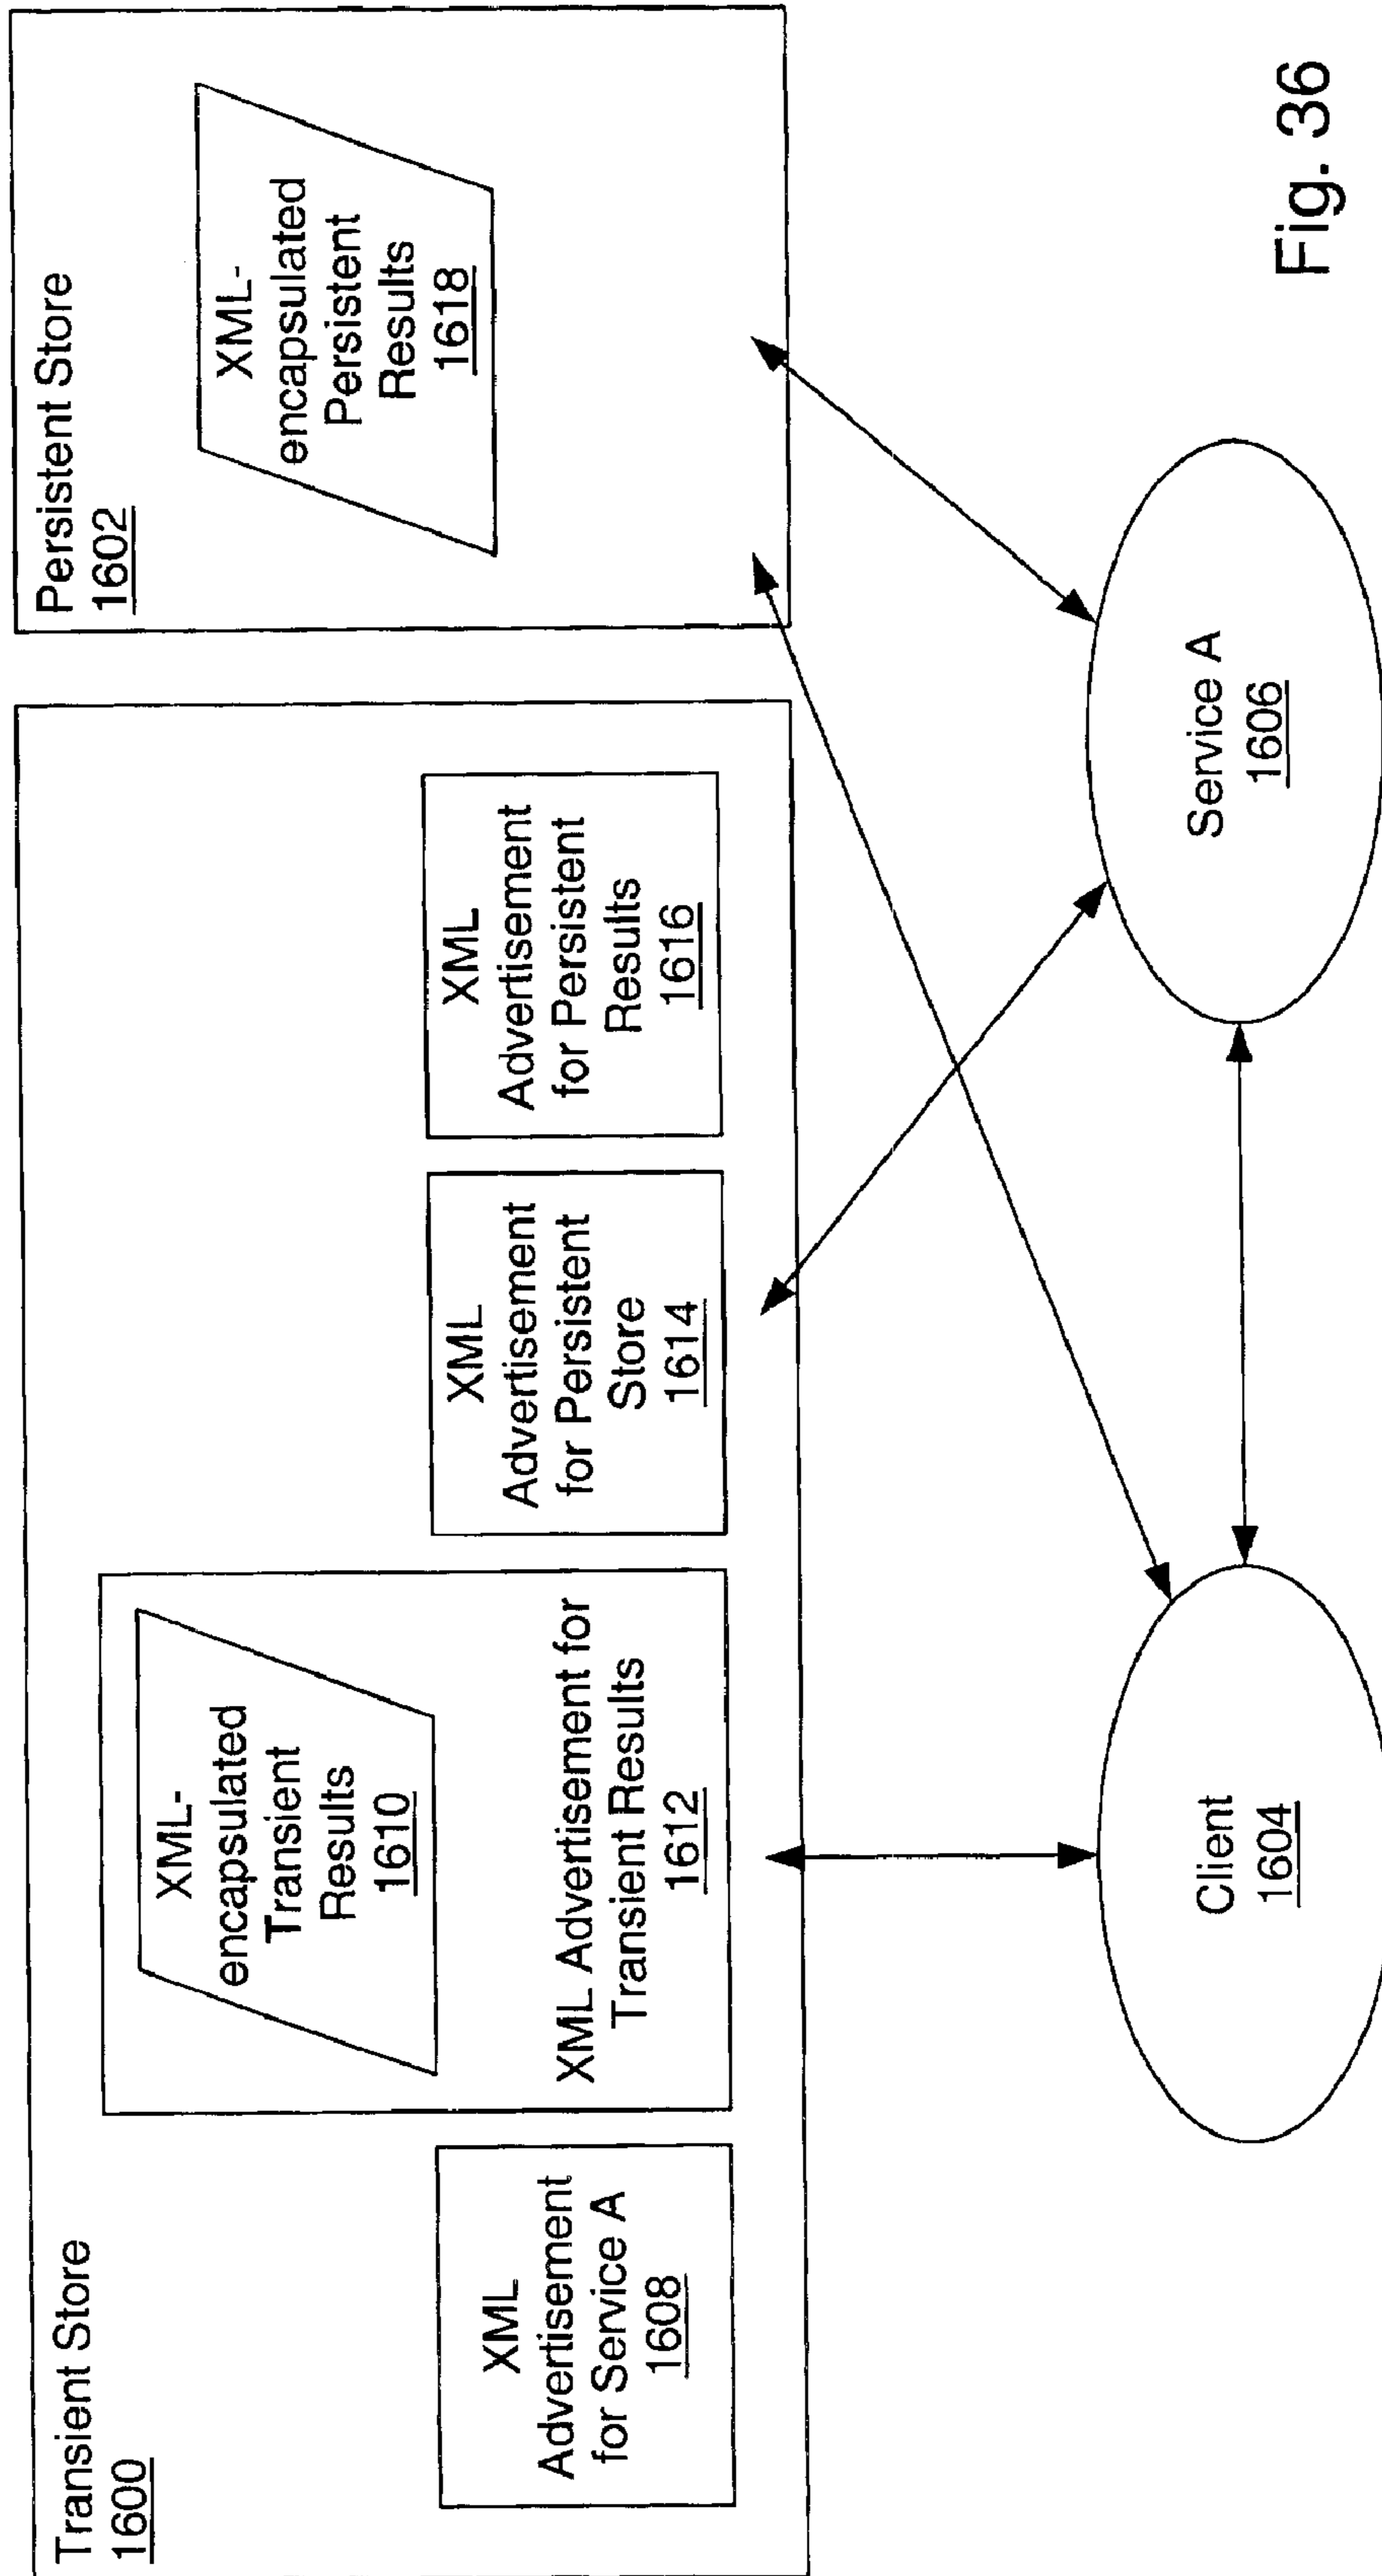 Transient Store
1600
XML
Advertisement
for Service A
1608
XML-
encapsulated
Transient
Results
1610
XML Advertisement for
Transient Results
1612
XML
Advertisement
for Persistent
Store
1614
XML
Advertisement
for Persistent
Results
1616
Persistent Store
1602
XML-
encapsulated
Persistent
Results
1618
Client
1604
Service A
1606
Fig. 36